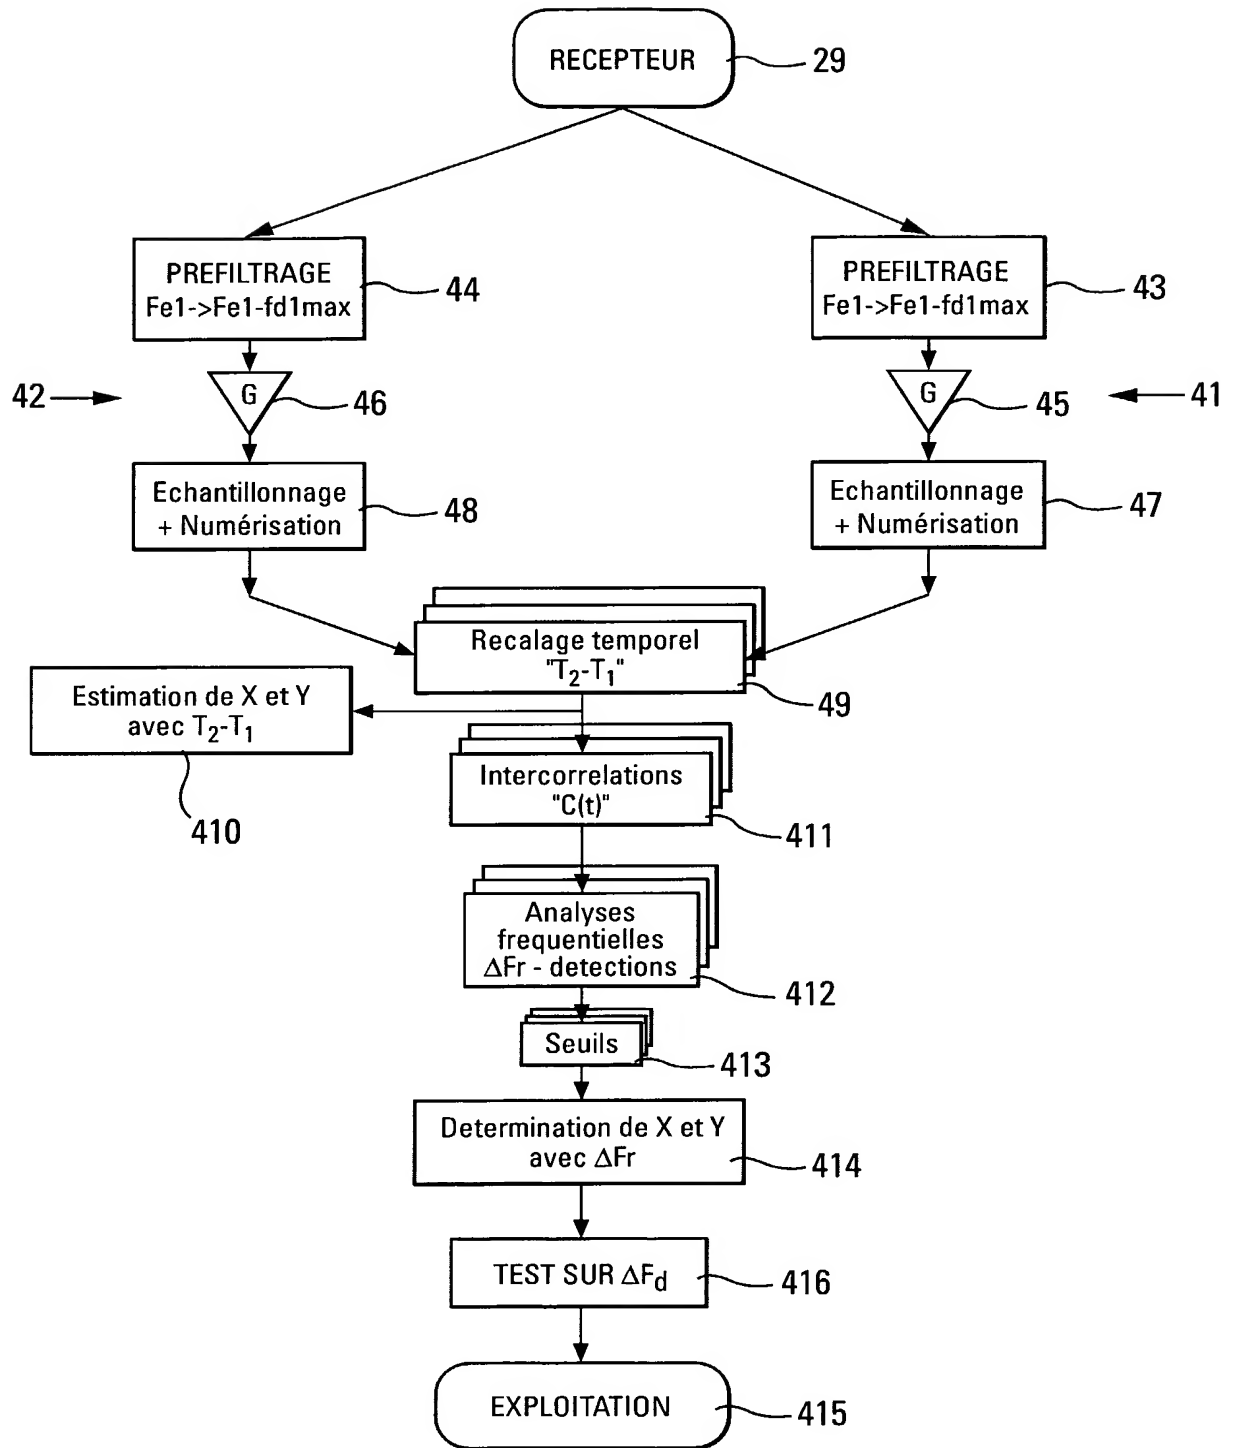 RECEPTEUR
29
PREFILTRAGE
Fe1->Fe1-fd1max
44
PREFILTRAGE
Fe1->Fe1-fd1max
43
42
G
46
G
45
41
Echantillonnage
+ Numérisation
48
Echantillonnage
+ Numérisation
47
Recalage temporel
"T₂-T₁"
49
Estimation de X et Y
avec T₂-T₁
410
Intercorrelations
"C(t)"
411
Analyses
frequentielles
ΔFr - detections
412
Seuils
413
Determination de X et Y
avec ΔFr
414
TEST SUR ΔFd
416
EXPLOITATION
415